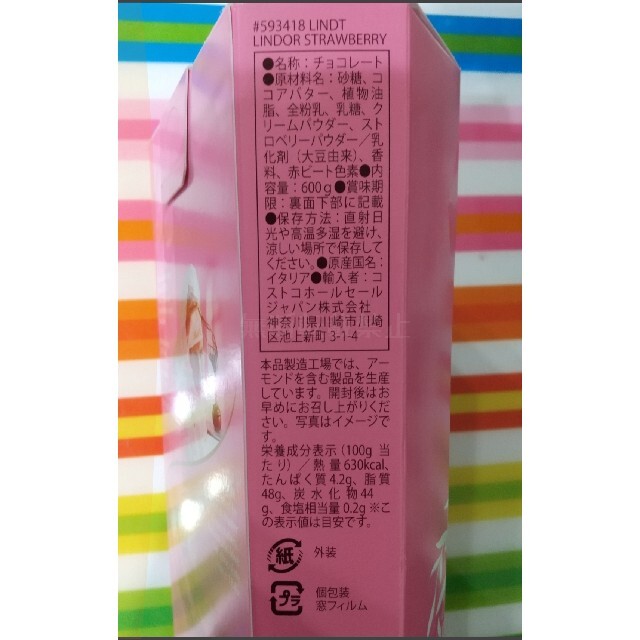 #593418 LINDT
LINDOR STRAWBERRY
●名称：チョコレート
●原材料名：砂糖、コ
コアバター、植物油
脂、全粉乳、乳糖、ク
リームパウダー、スト
ロベリーパウダー／乳
化剤（大豆由来）、香
料、赤ビート色素●内
容量：600g●賞味期
限：裏面下部に記載
●保存方法：直射日
光や高温多湿を避け、
涼しい場所で保存して
ください。●原産国名：
イタリア●輸入者：コ
ストコホールセール
ジャパン株式会社
神奈川県川崎市川崎
区池上新町 3-1-4
本品製造工場では、アー
モンドを含む製品を生産
しています。開封後はお
早めにお召し上がりくだ
さい。写真はイメージで
す。
栄養成分表示（100g 当
たり）／熱量 630kcal、
たんぱく質 4.2g、脂質
48g、炭水化物 44
g、食塩相当量 0.2g ※こ
の表示値は目安です。
紙 外装
プラ 個包装
窓フィルム